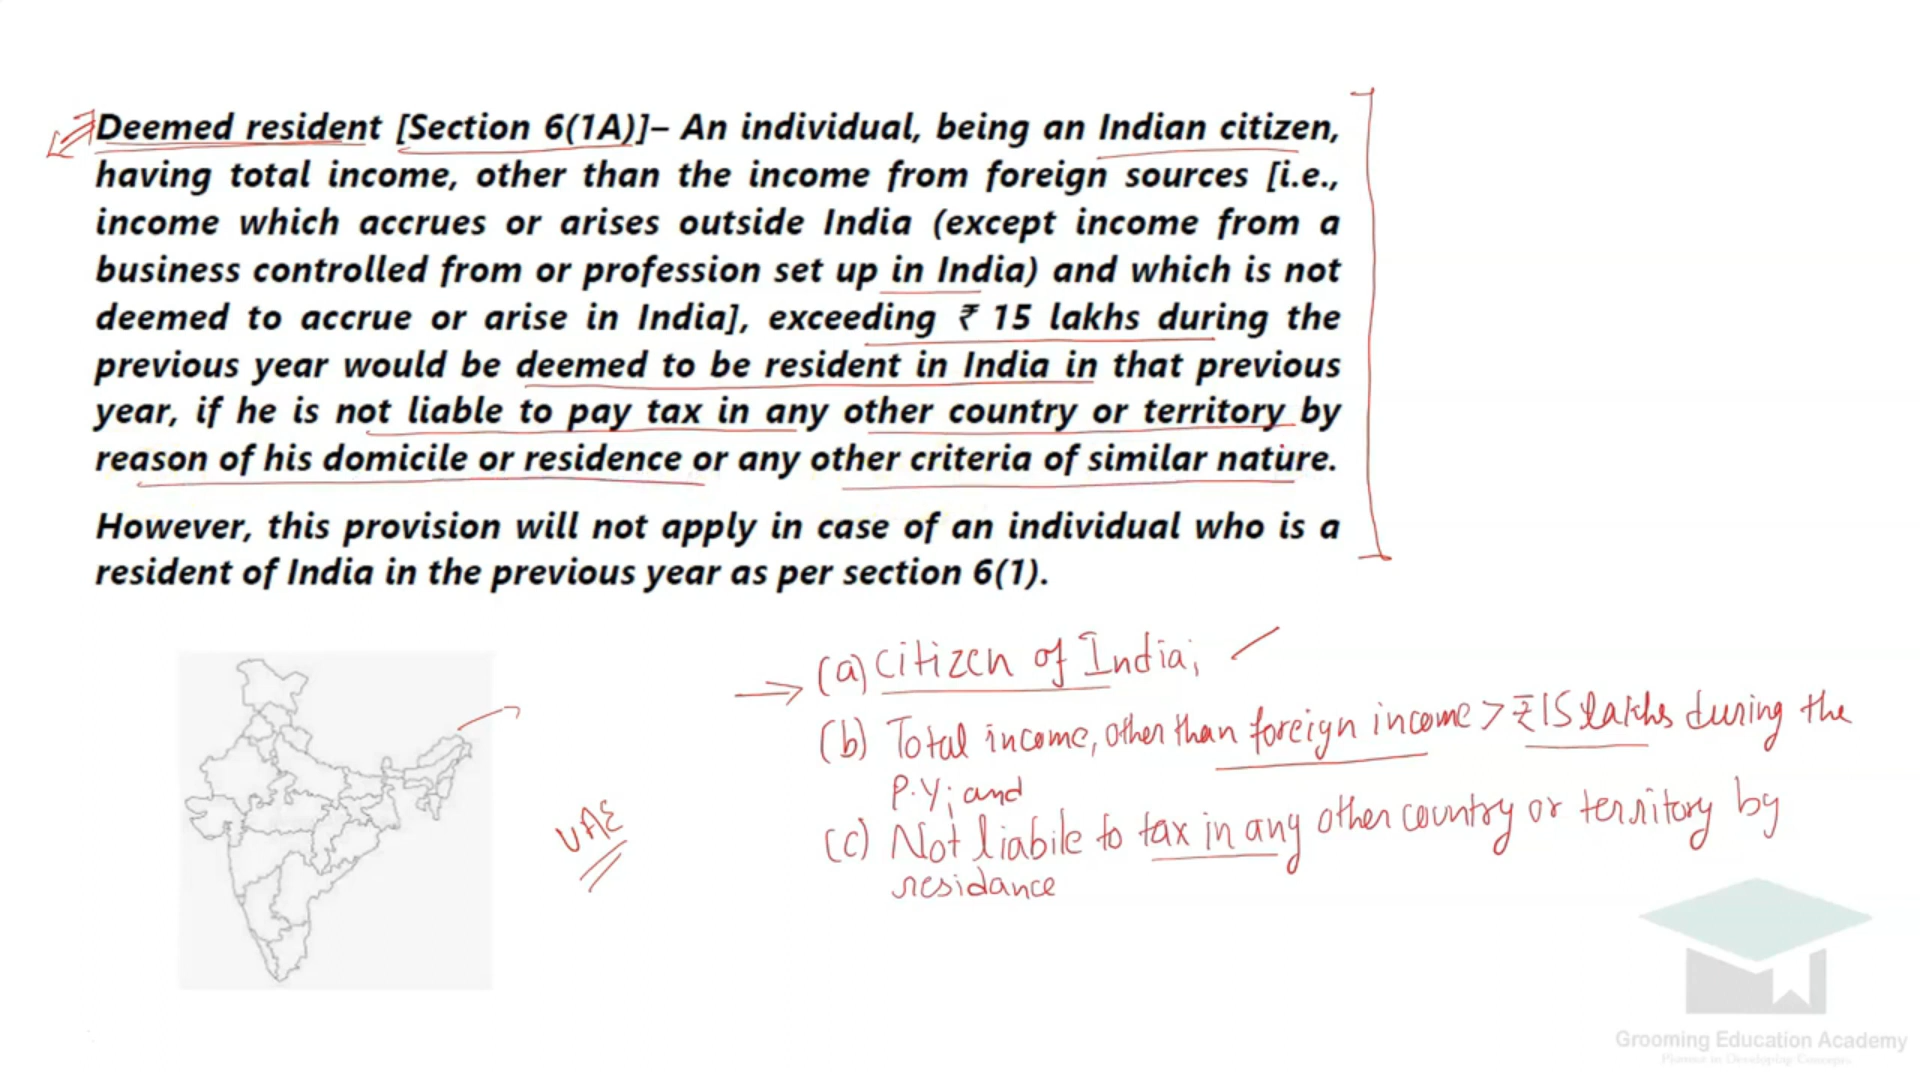 Deemed resident [Section 6(1A)]– An individual, being an Indian citizen,
having total income, other than the income from foreign sources [i.e.,
income which accrues or arises outside India (except income from a
business controlled from or profession set up in India) and which is not
deemed to accrue or arise in India], exceeding ₹ 15 lakhs during the
previous year would be deemed to be resident in India in that previous
year, if he is not liable to pay tax in any other country or territory by
reason of his domicile or residence or any other criteria of similar nature.
However, this provision will not apply in case of an individual who is a
resident of India in the previous year as per section 6(1).
(a) Citizen of India;
(b) Total income, other than foreign income > ₹15 lakhs during the
P.Y; and
(c) Not liabile to tax in any other country or territory by
residance
UAE
Grooming Education Academy
Pioneer in Developing Concepts